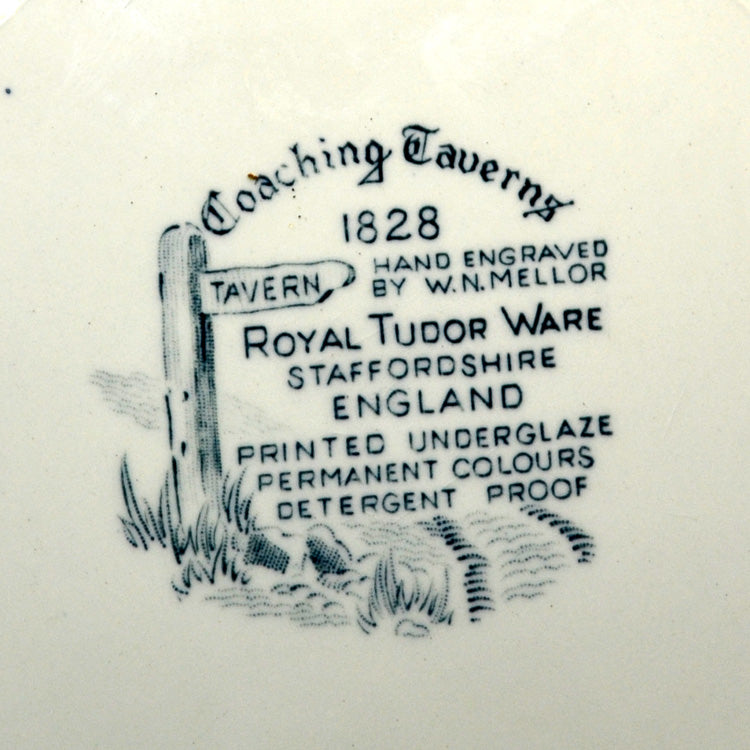 Coaching Taverns
1828
TAVERN
HAND ENGRAVED
BY W.N.MELLOR
ROYAL TUDOR WARE
STAFFORDSHIRE
ENGLAND
PRINTED UNDERGLAZE
PERMANENT COLOURS
DETERGENT PROOF